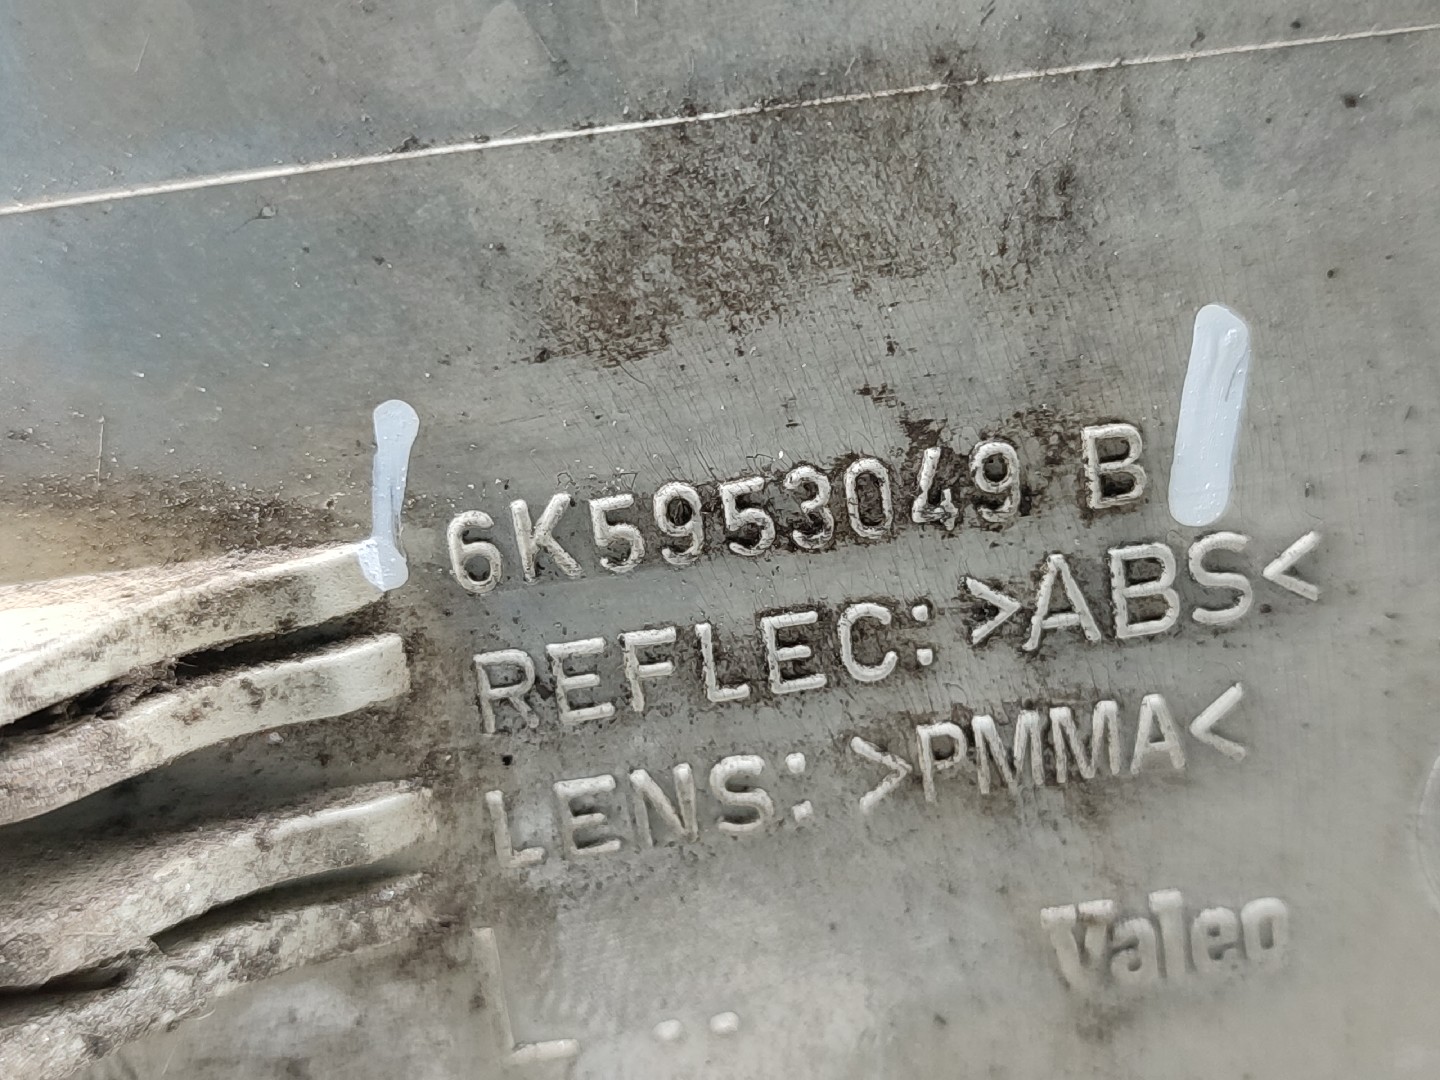 6K5953049 B
REFLEC: >ABS<
LENS: >PMMA<
Valeo
L